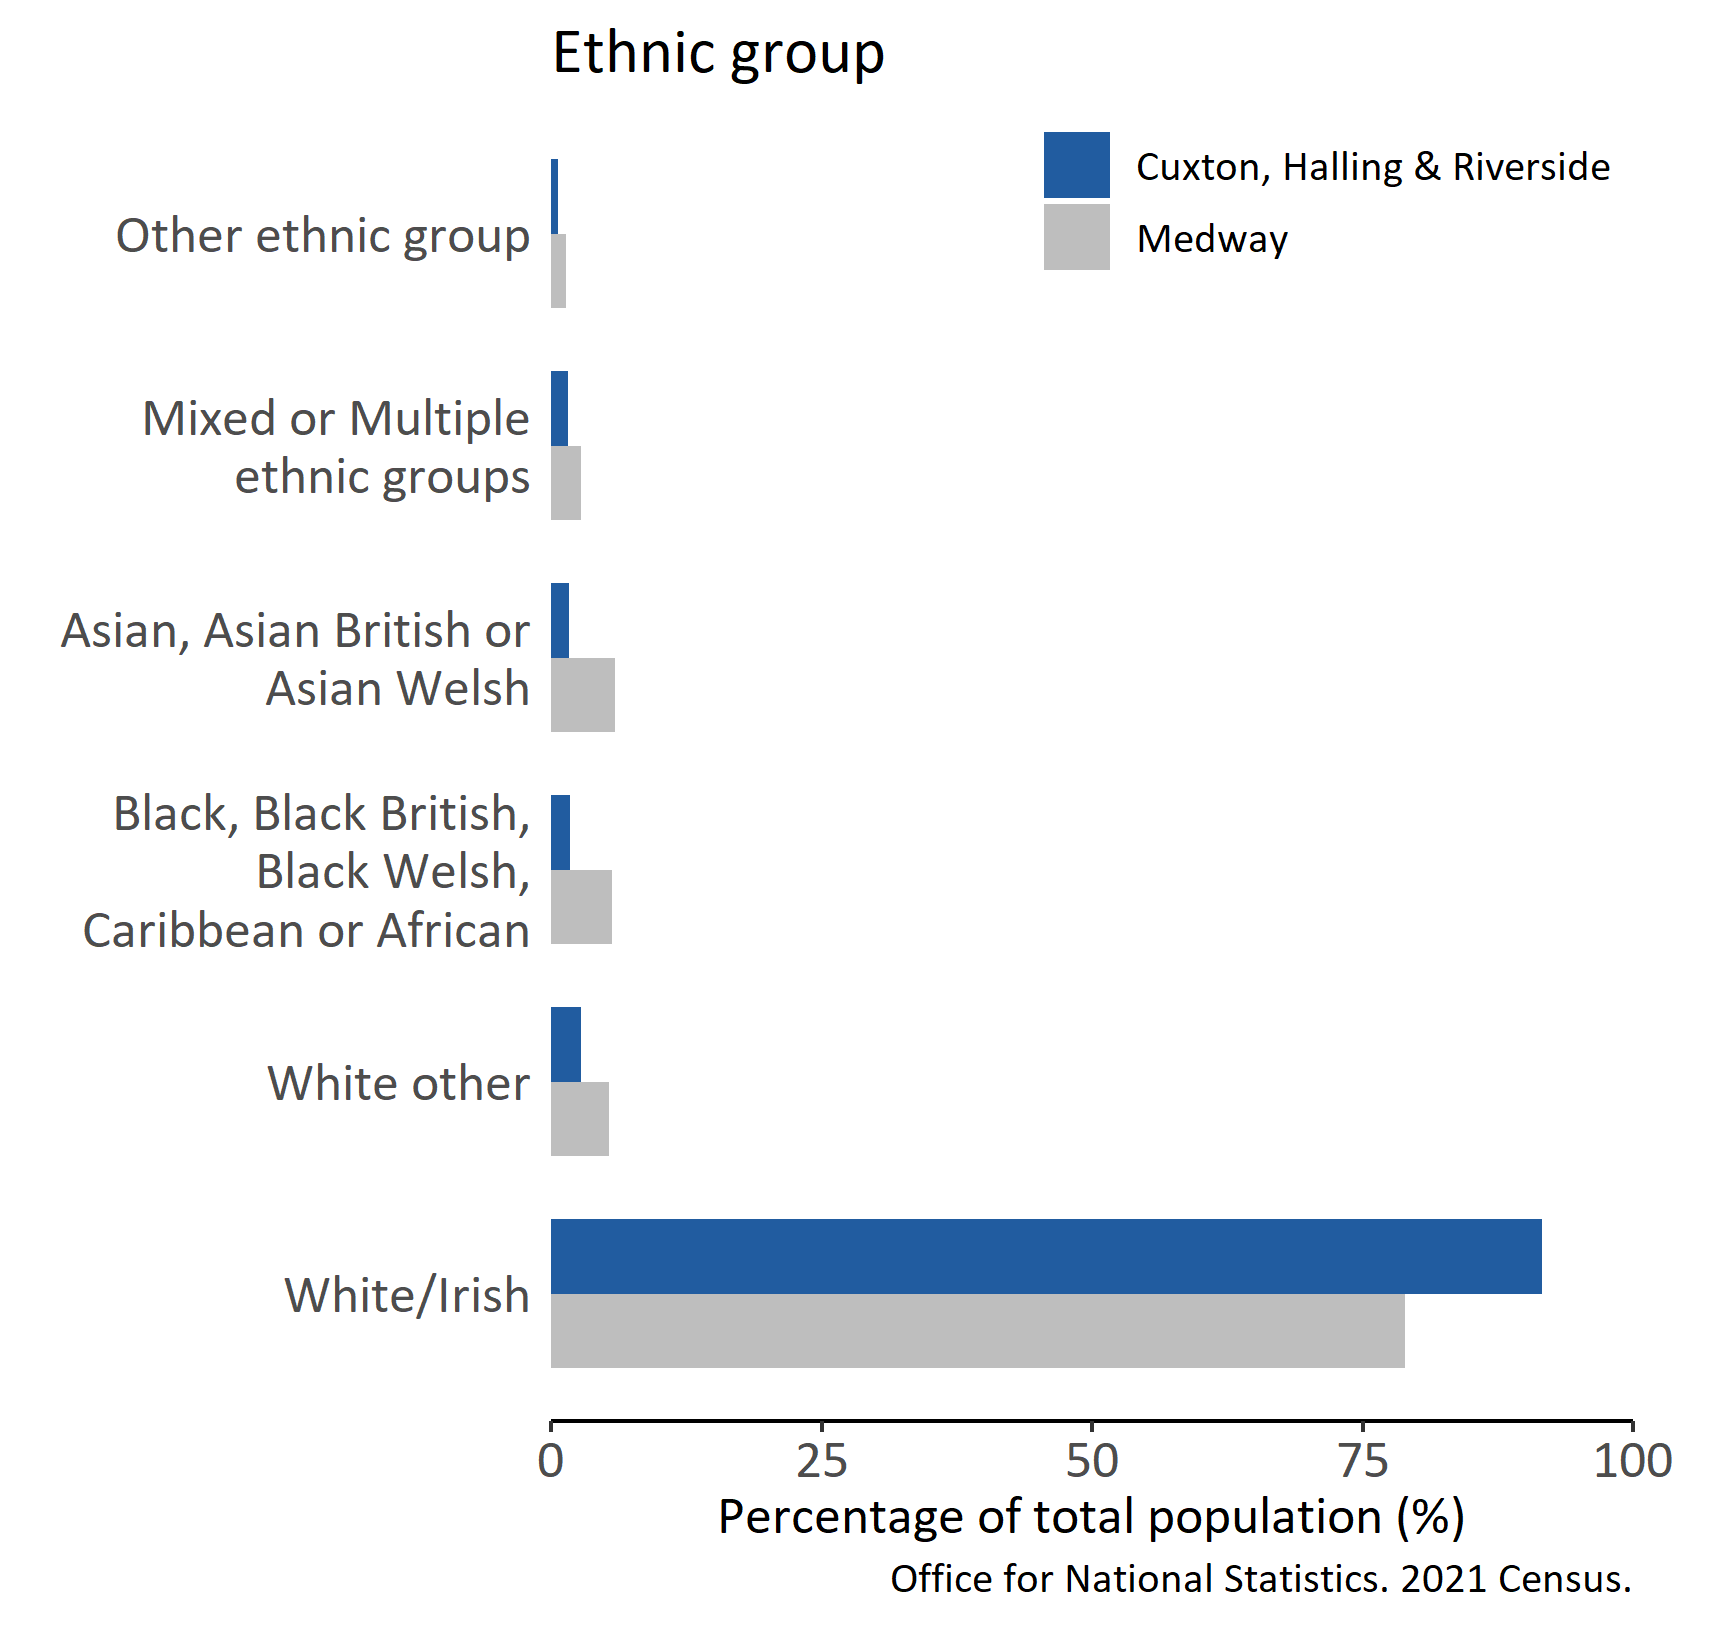 Ethnic group
Cuxton, Halling & Riverside
Medway
Other ethnic group
Mixed or Multiple
ethnic groups
Asian, Asian British or
Asian Welsh
Black, Black British,
Black Welsh,
Caribbean or African
White other
White/Irish
0 25 50 75 100
Percentage of total population (%)
Office for National Statistics. 2021 Census.